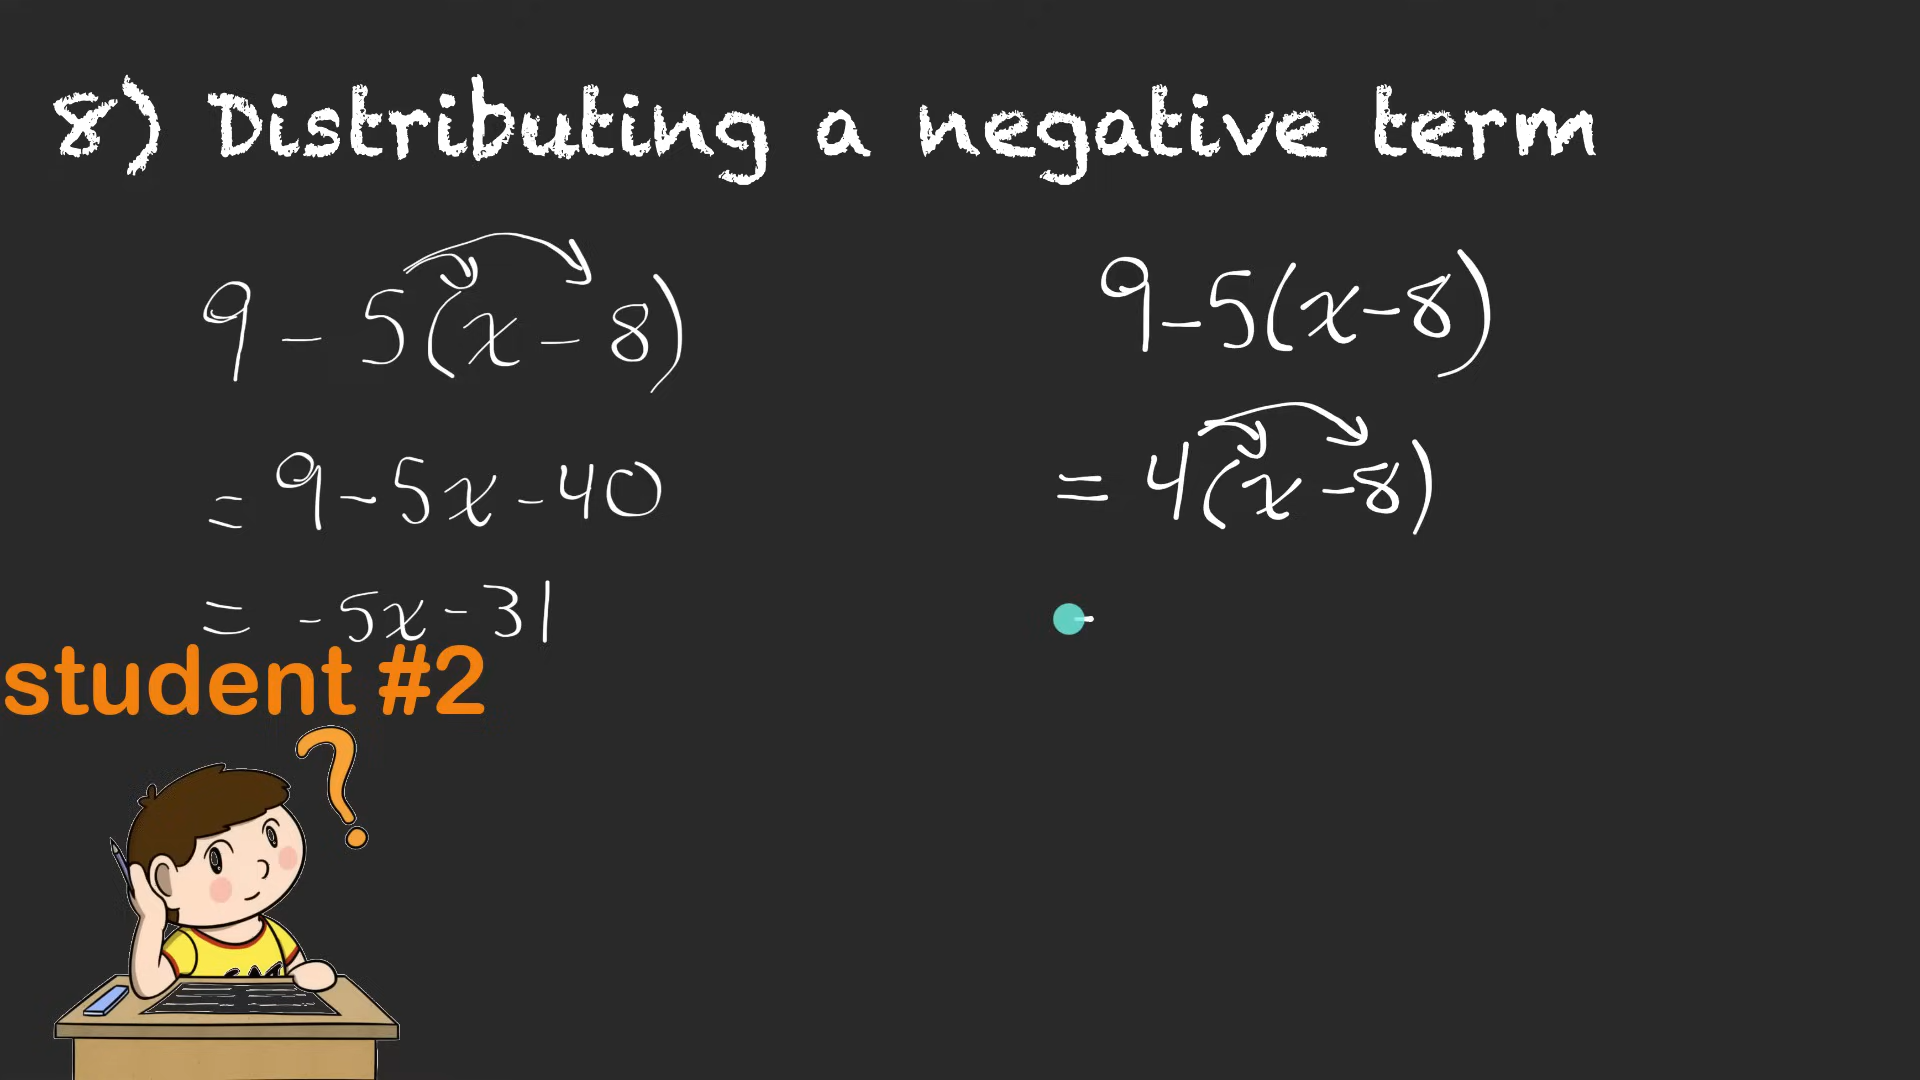 8) Distributing a negative term
9 - 5(x - 8)
= 9 - 5x - 40
= -5x - 31
9 - 5(x - 8)
= 4(x - 8)
student #2
?